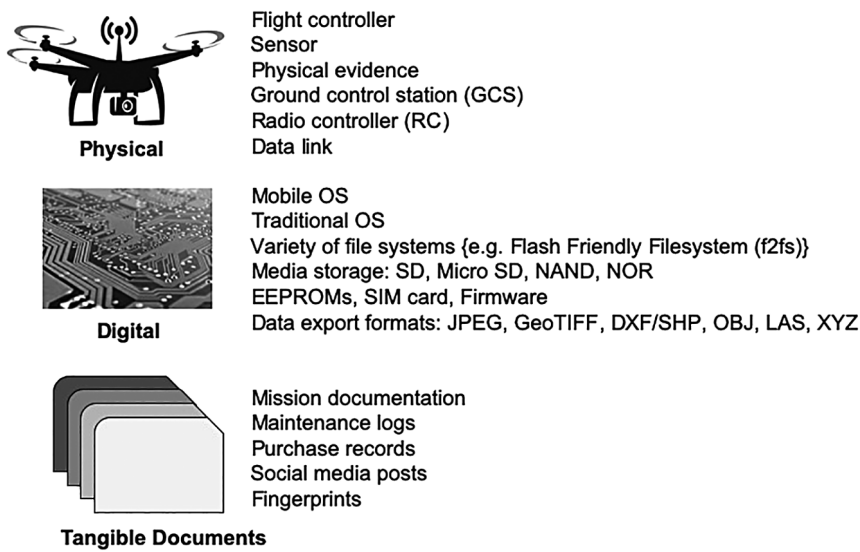 Flight controller
Sensor
Physical evidence
Ground control station (GCS)
Radio controller (RC)
Data link
Physical
Mobile OS
Traditional OS
Variety of file systems {e.g. Flash Friendly Filesystem (f2fs)}
Media storage: SD, Micro SD, NAND, NOR
EEPROMs, SIM card, Firmware
Data export formats: JPEG, GeoTIFF, DXF/SHP, OBJ, LAS, XYZ
Digital
Mission documentation
Maintenance logs
Purchase records
Social media posts
Fingerprints
Tangible Documents